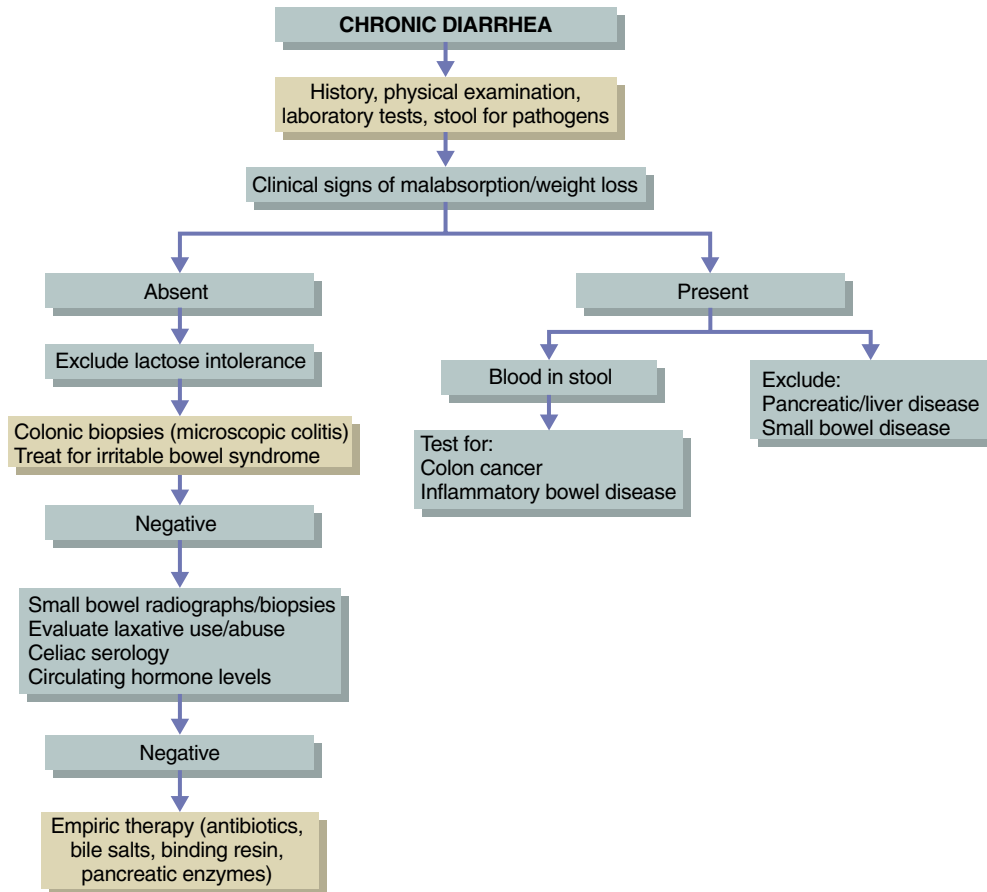 CHRONIC DIARRHEA
History, physical examination,
laboratory tests, stool for pathogens
Clinical signs of malabsorption/weight loss
Absent
Present
Exclude lactose intolerance
Blood in stool
Exclude:
Pancreatic/liver disease
Small bowel disease
Colonic biopsies (microscopic colitis)
Treat for irritable bowel syndrome
Test for:
Colon cancer
Inflammatory bowel disease
Negative
Small bowel radiographs/biopsies
Evaluate laxative use/abuse
Celiac serology
Circulating hormone levels
Negative
Empiric therapy (antibiotics,
bile salts, binding resin,
pancreatic enzymes)